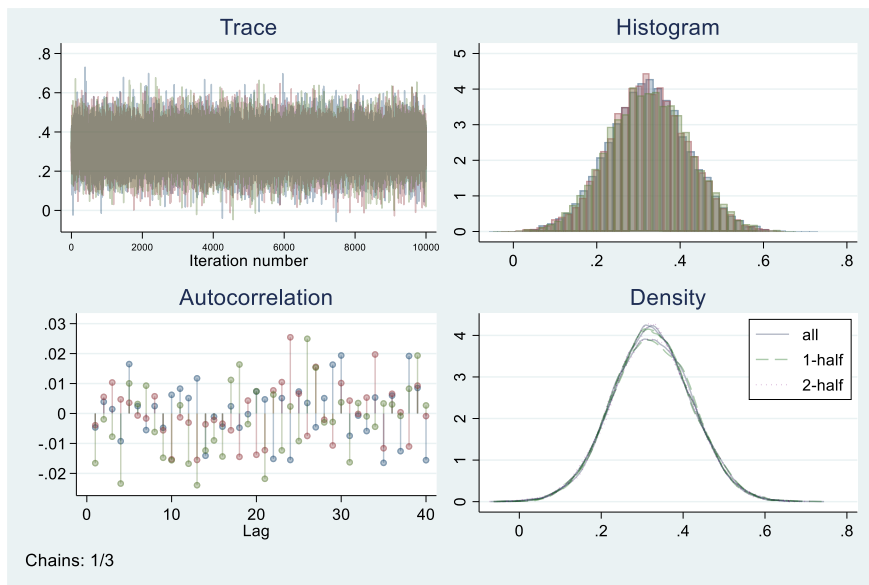 Trace
.8
.6
.4
.2
0
0 2000 4000 6000 8000 10000
Iteration number
Histogram
5
4
3
2
1
0
0 .2 .4 .6 .8
Autocorrelation
.03
.02
.01
0
-.01
-.02
0 10 20 30 40
Lag
Density
4
3
2
1
0
0 .2 .4 .6 .8
all
1-half
2-half
Chains: 1/3